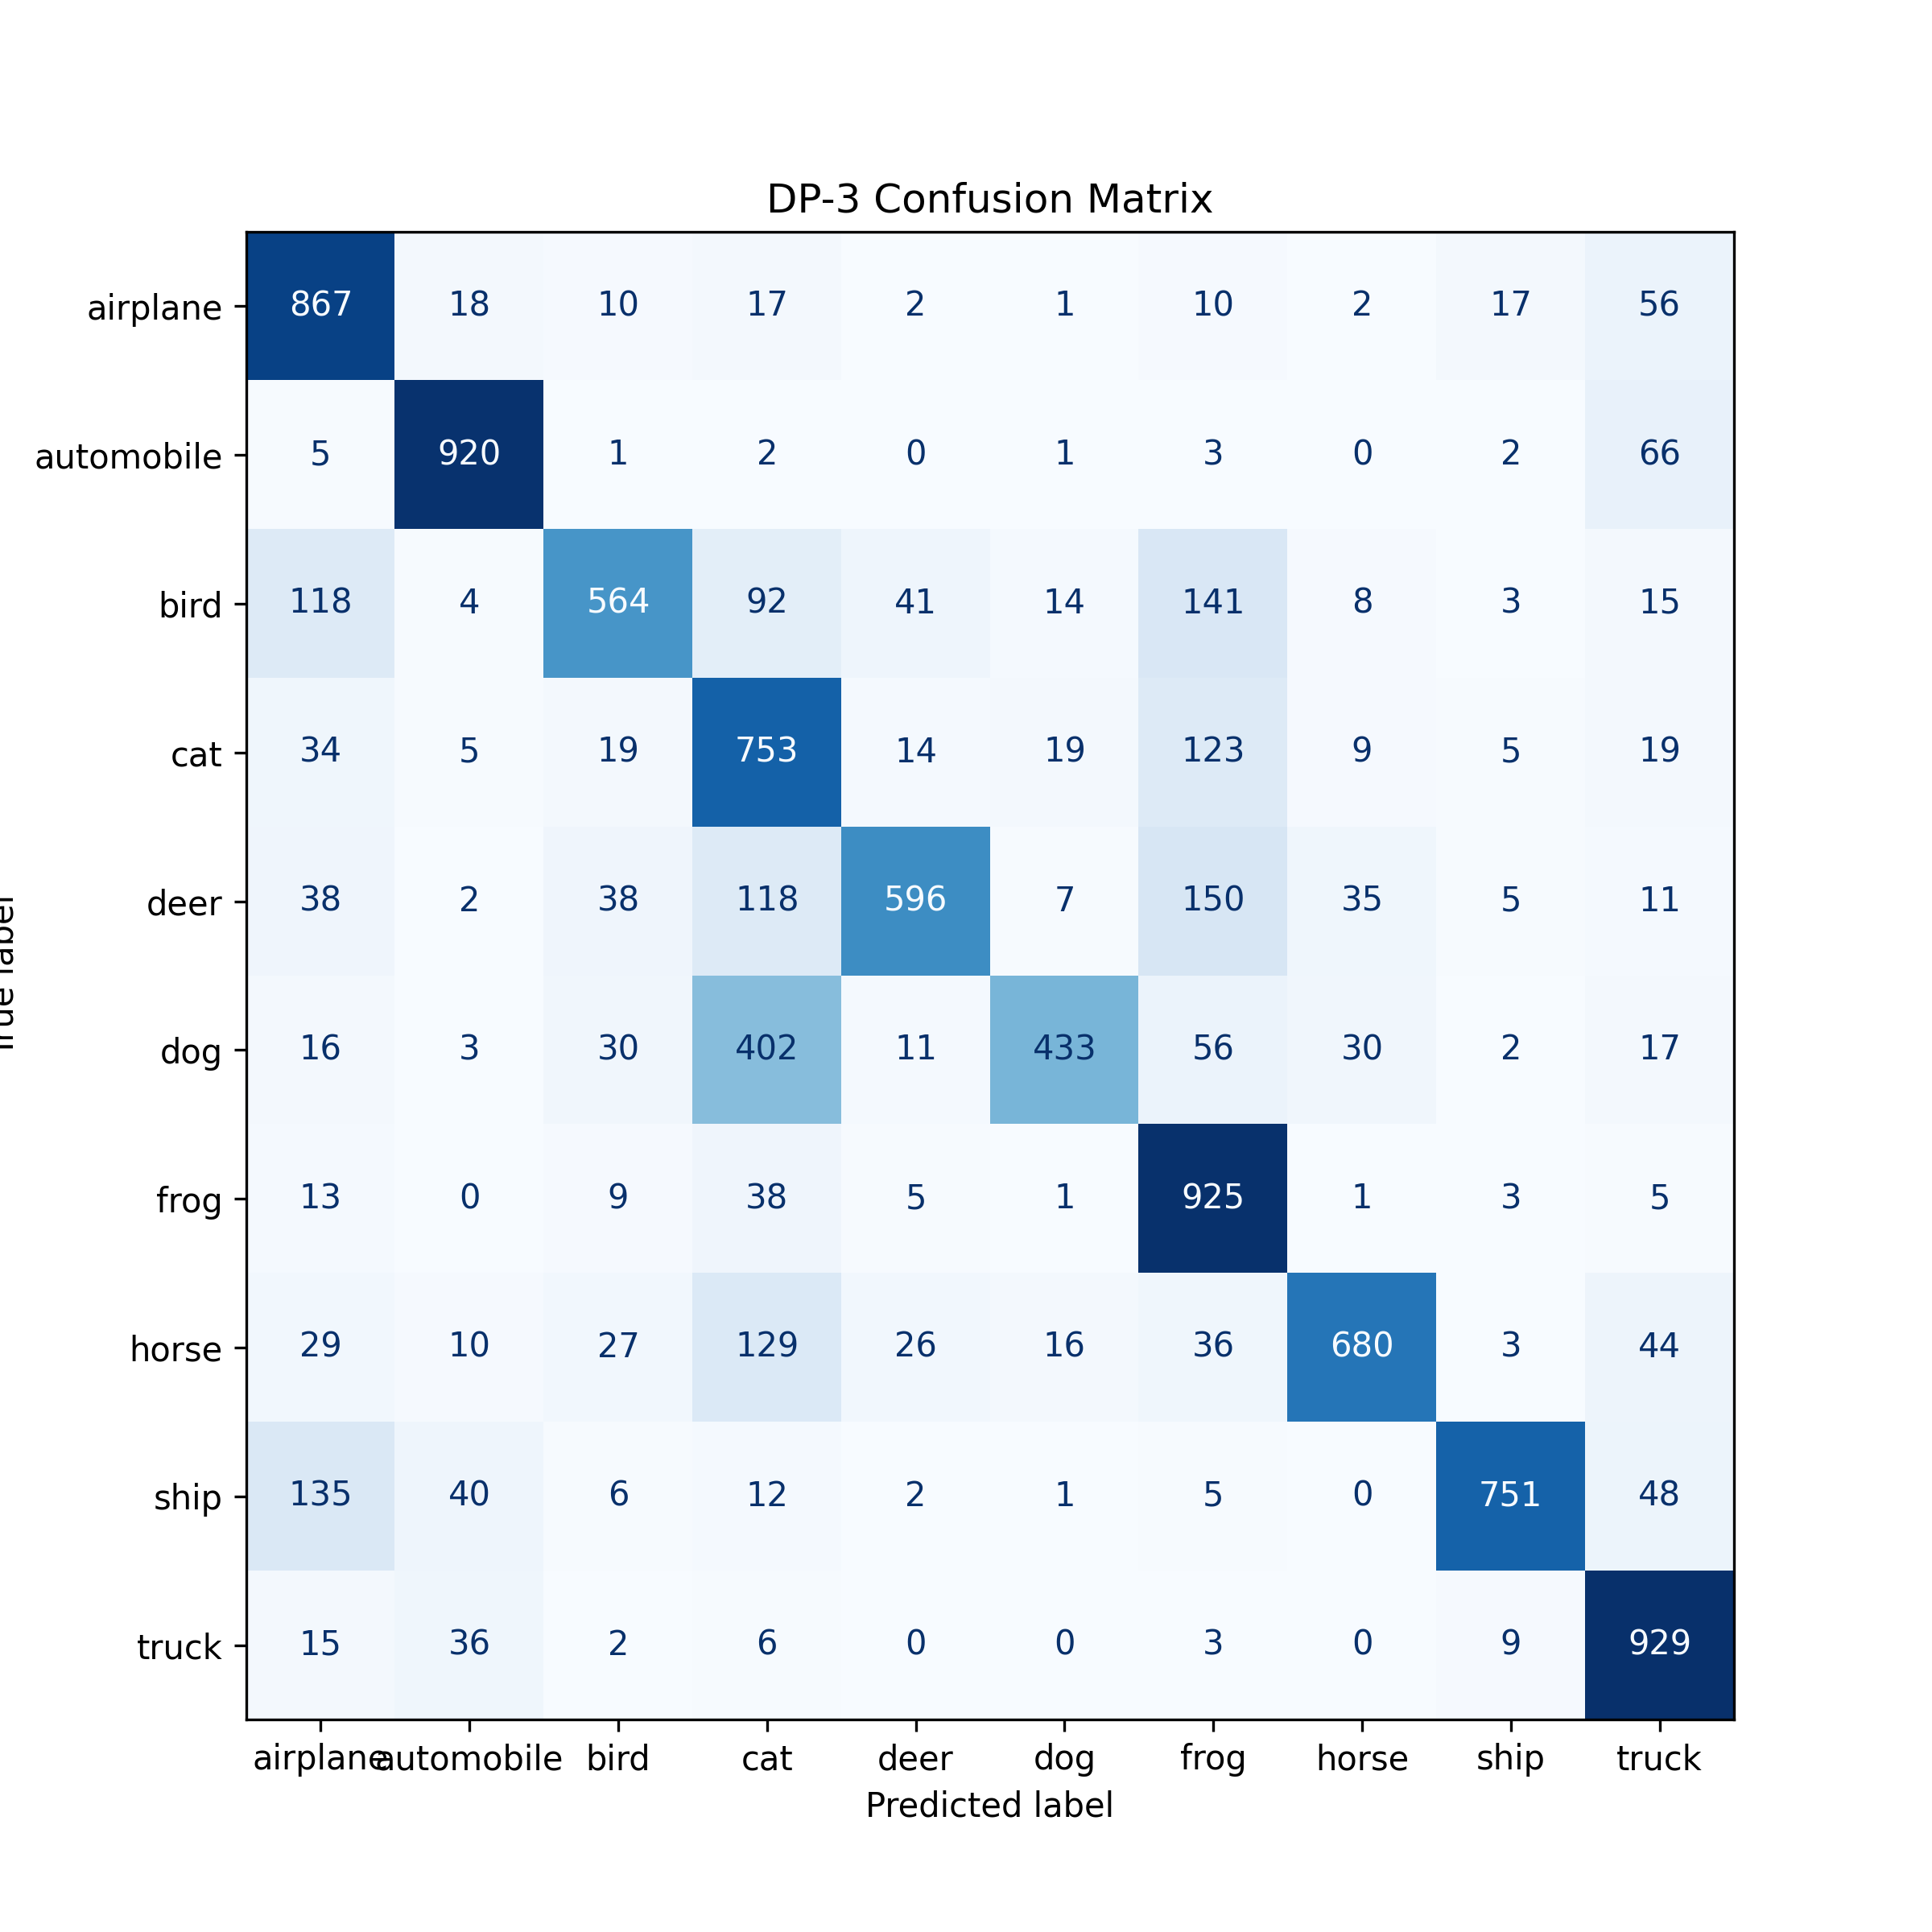 DP-3 Confusion Matrix
airplane 867 18 10 17 2 1 10 2 17 56
automobile 5 920 1 2 0 1 3 0 2 66
bird 118 4 564 92 41 14 141 8 3 15
cat 34 5 19 753 14 19 123 9 5 19
deer 38 2 38 118 596 7 150 35 5 11
dog 16 3 30 402 11 433 56 30 2 17
frog 13 0 9 38 5 1 925 1 3 5
horse 29 10 27 129 26 16 36 680 3 44
ship 135 40 6 12 2 1 5 0 751 48
truck 15 36 2 6 0 0 3 0 9 929
airplane automobile bird cat deer dog frog horse ship truck
Predicted label
True label